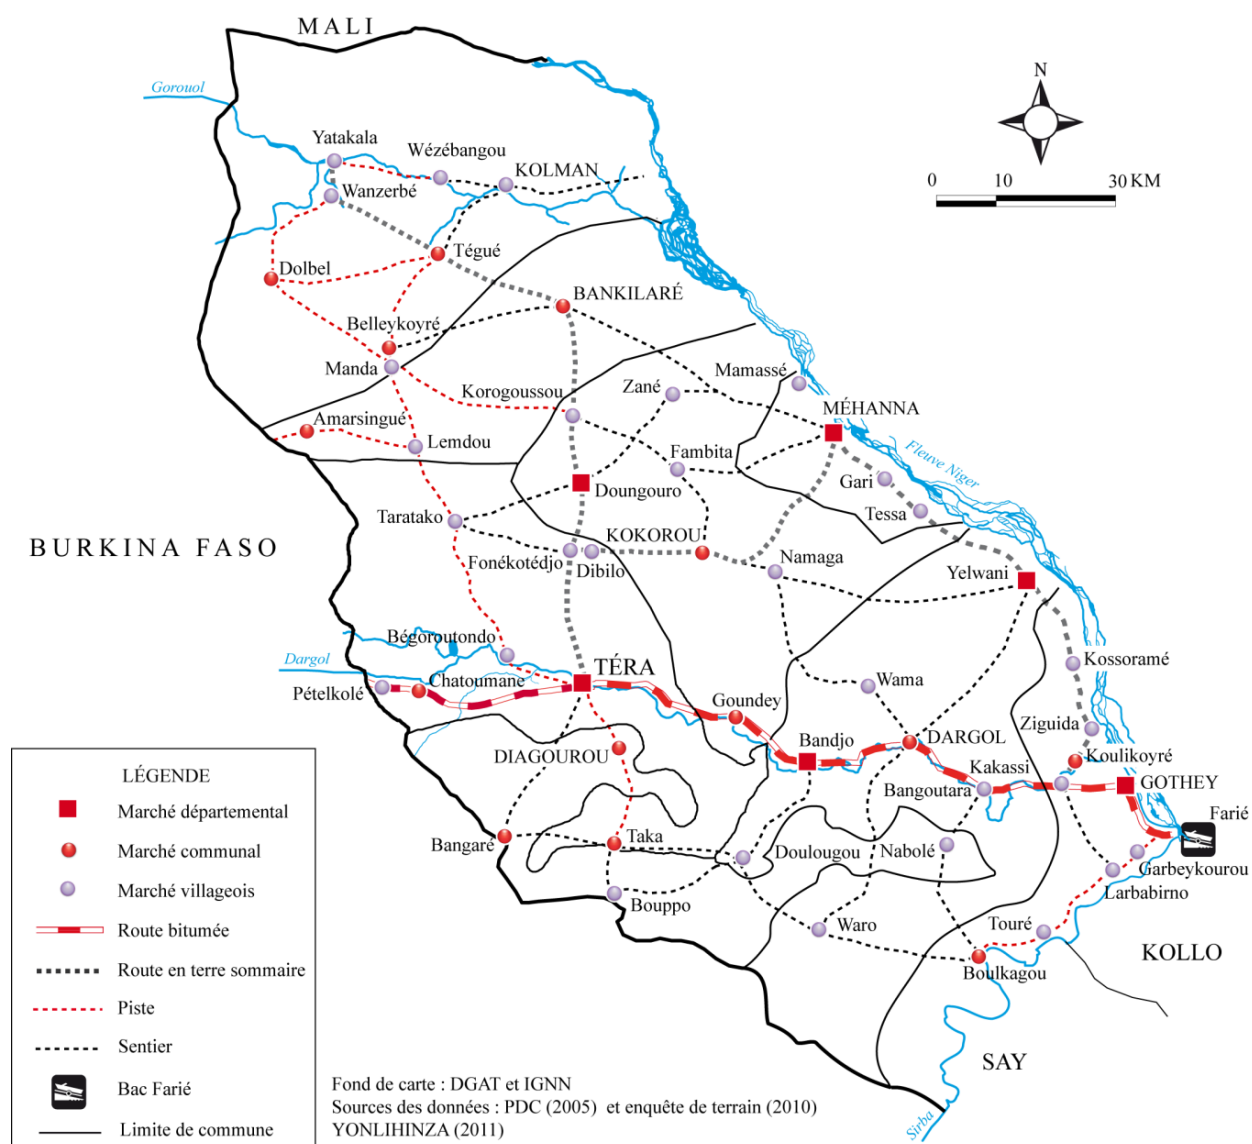 MALI
Gorouol
N
Yatakala
Wézébangou
KOLMAN
0 10 30 KM
Wanzerbé
Tégué
Dolbel
BANKILARÉ
Belleykoyré
Manda
Korogoussou
Zané
Mamassé
MÉHANNA
Amarsingué
Lemdou
Fambita
Fleuve Niger
Gari
Doungouro
Tessa
Taratako
KOKOROU
BURKINA FASO
Fonékotédjo
Dibilo
Namaga
Yelwani
Bégoroutondo
Dargol
TÉRA
Kossoramé
Pételkolé
Chatoumane
Wama
Goundey
Ziguida
DIAGOUROU
Bandjo
DARGOL
Koulikoyré
Kakassi
GOTHEY
Bangoutara
Farié
Bangaré
Taka
Doulougou
Nabolé
Garbeykourou
Larbabirno
Bouppo
Waro
Touré
KOLLO
Boulkagou
SAY
Sirba
LÉGENDE
Marché départemental
Marché communal
Marché villageois
Route bitumée
Route en terre sommaire
Piste
Sentier
Bac Farié
Limite de commune
Fond de carte : DGAT et IGNN
Sources des données : PDC (2005) et enquête de terrain (2010)
YONLIHINZA (2011)